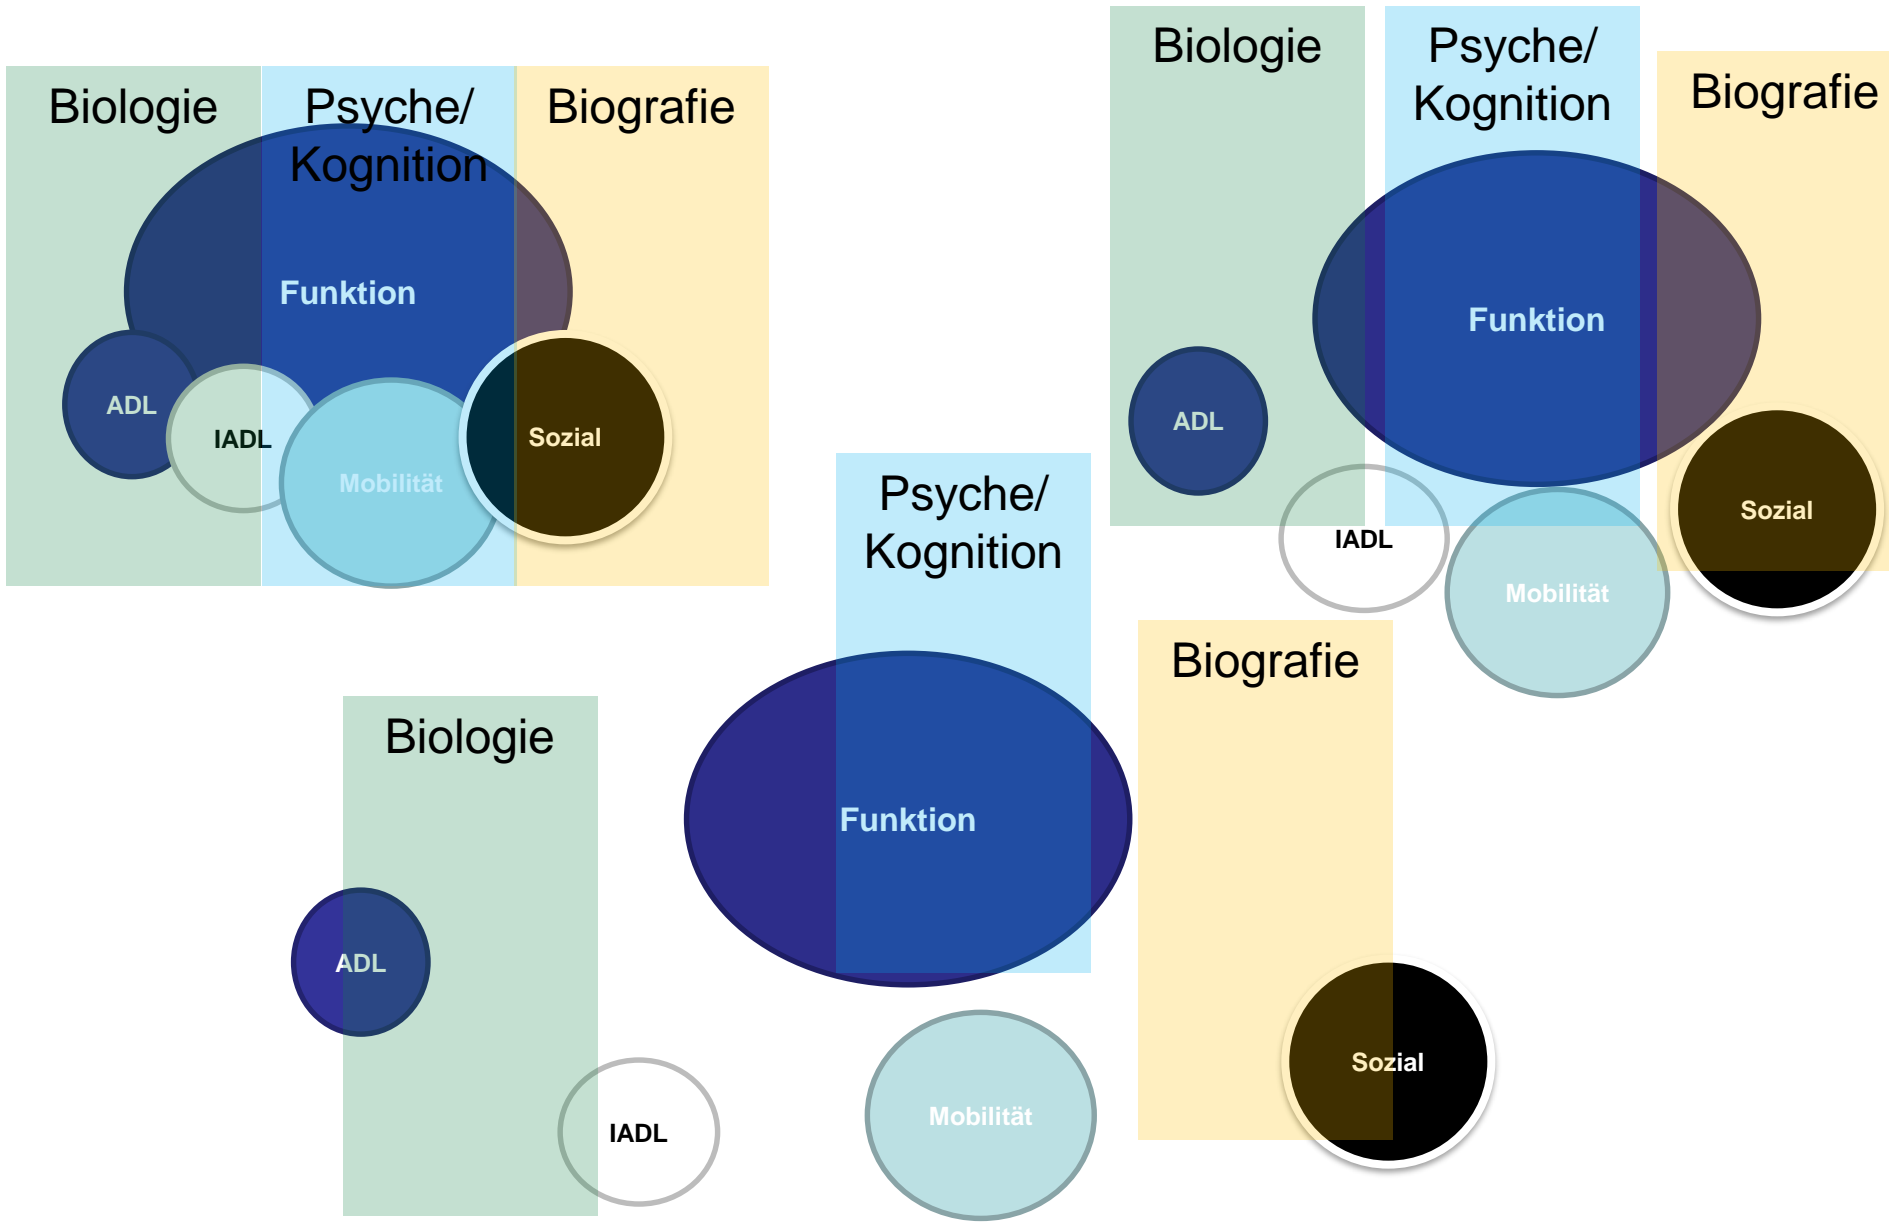 Biologie
Psyche/
Kognition
Biografie
Funktion
ADL
IADL
Mobilität
Sozial
Biologie
Psyche/
Kognition
Biografie
Funktion
ADL
IADL
Mobilität
Sozial
Psyche/
Kognition
Biografie
Biologie
Funktion
ADL
IADL
Mobilität
Sozial